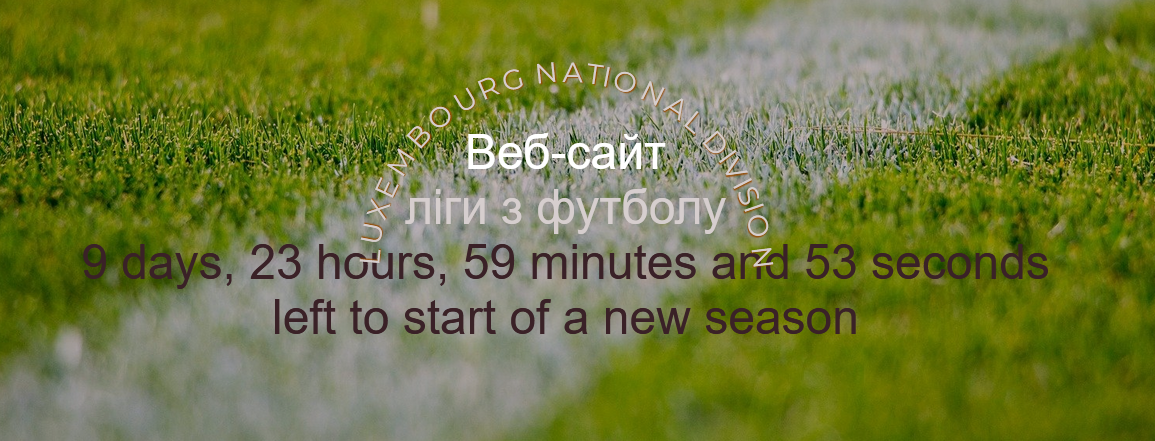 LUXEMBOURG NATIONAL DIVISION
Веб-сайт
ліги з футболу
9 days, 23 hours, 59 minutes and 53 seconds
left to start of a new season